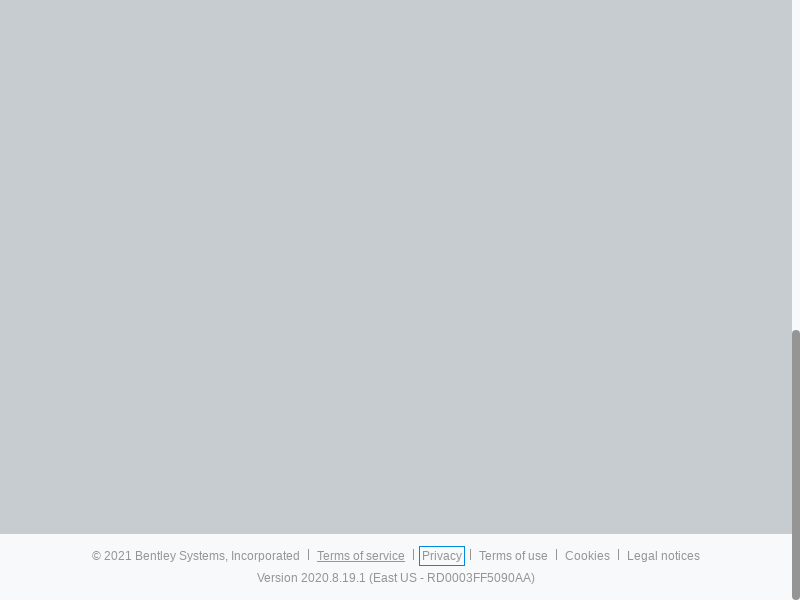 © 2021 Bentley Systems, Incorporated | Terms of service | Privacy | Terms of use | Cookies | Legal notices
Version 2020.8.19.1 (East US - RD0003FF5090AA)